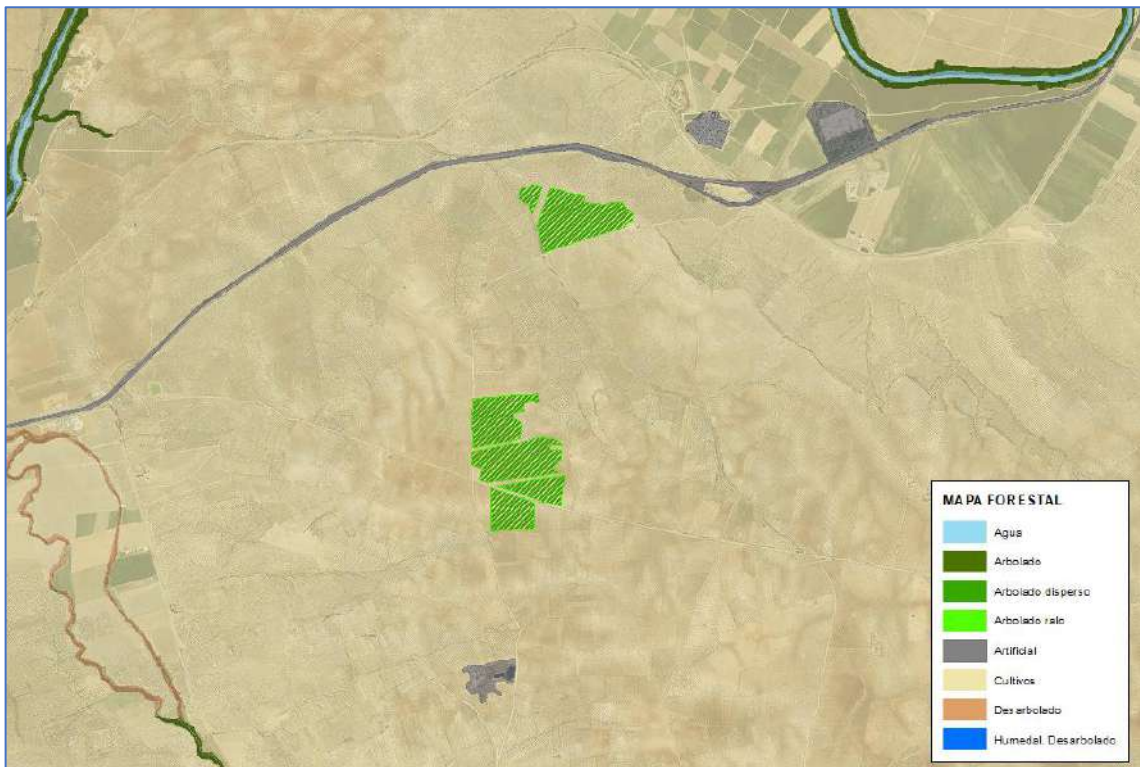 MAPA FORESTAL
Agua
Arbolado
Arbolado disperso
Arbolado ralo
Artificial
Cultivos
Desarbolado
Humedal. Desarbolado